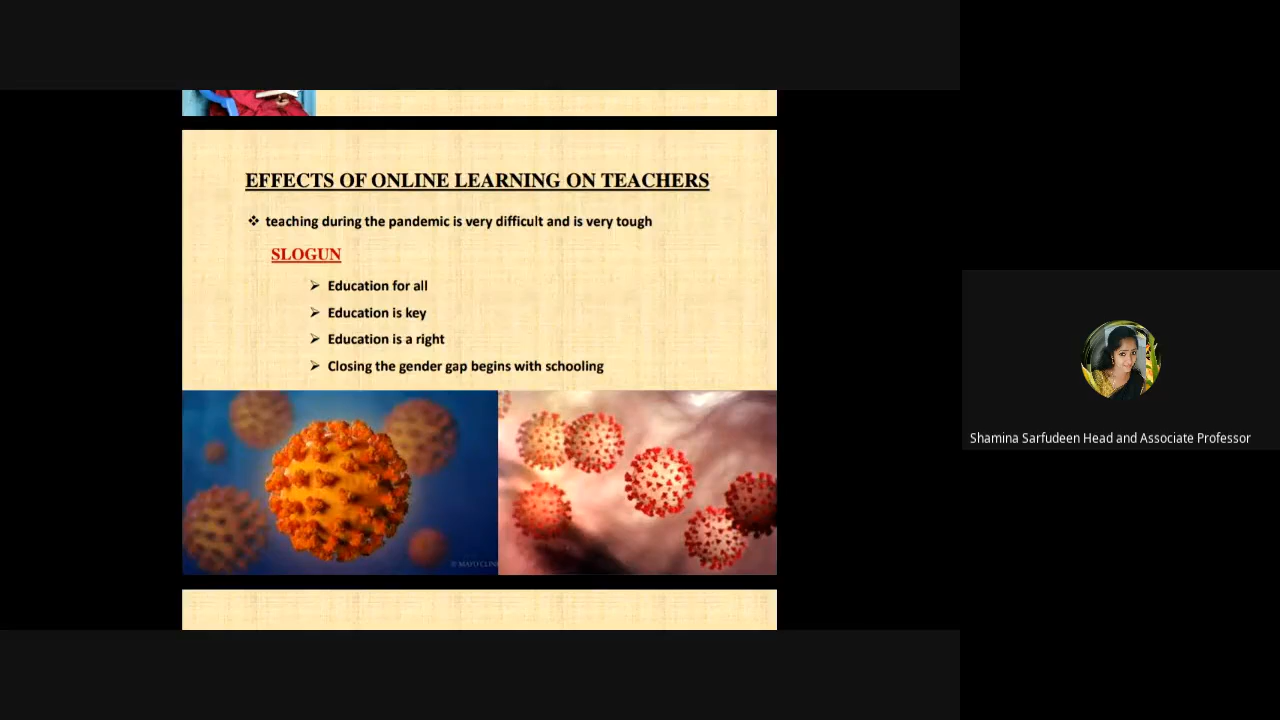 EFFECTS OF ONLINE LEARNING ON TEACHERS
teaching during the pandemic is very difficult and is very tough
SLOGUN
Education for all
Education is key
Education is a right
Closing the gender gap begins with schooling
© MAYO CLIN
Shamina Sarfudeen Head and Associate Professor